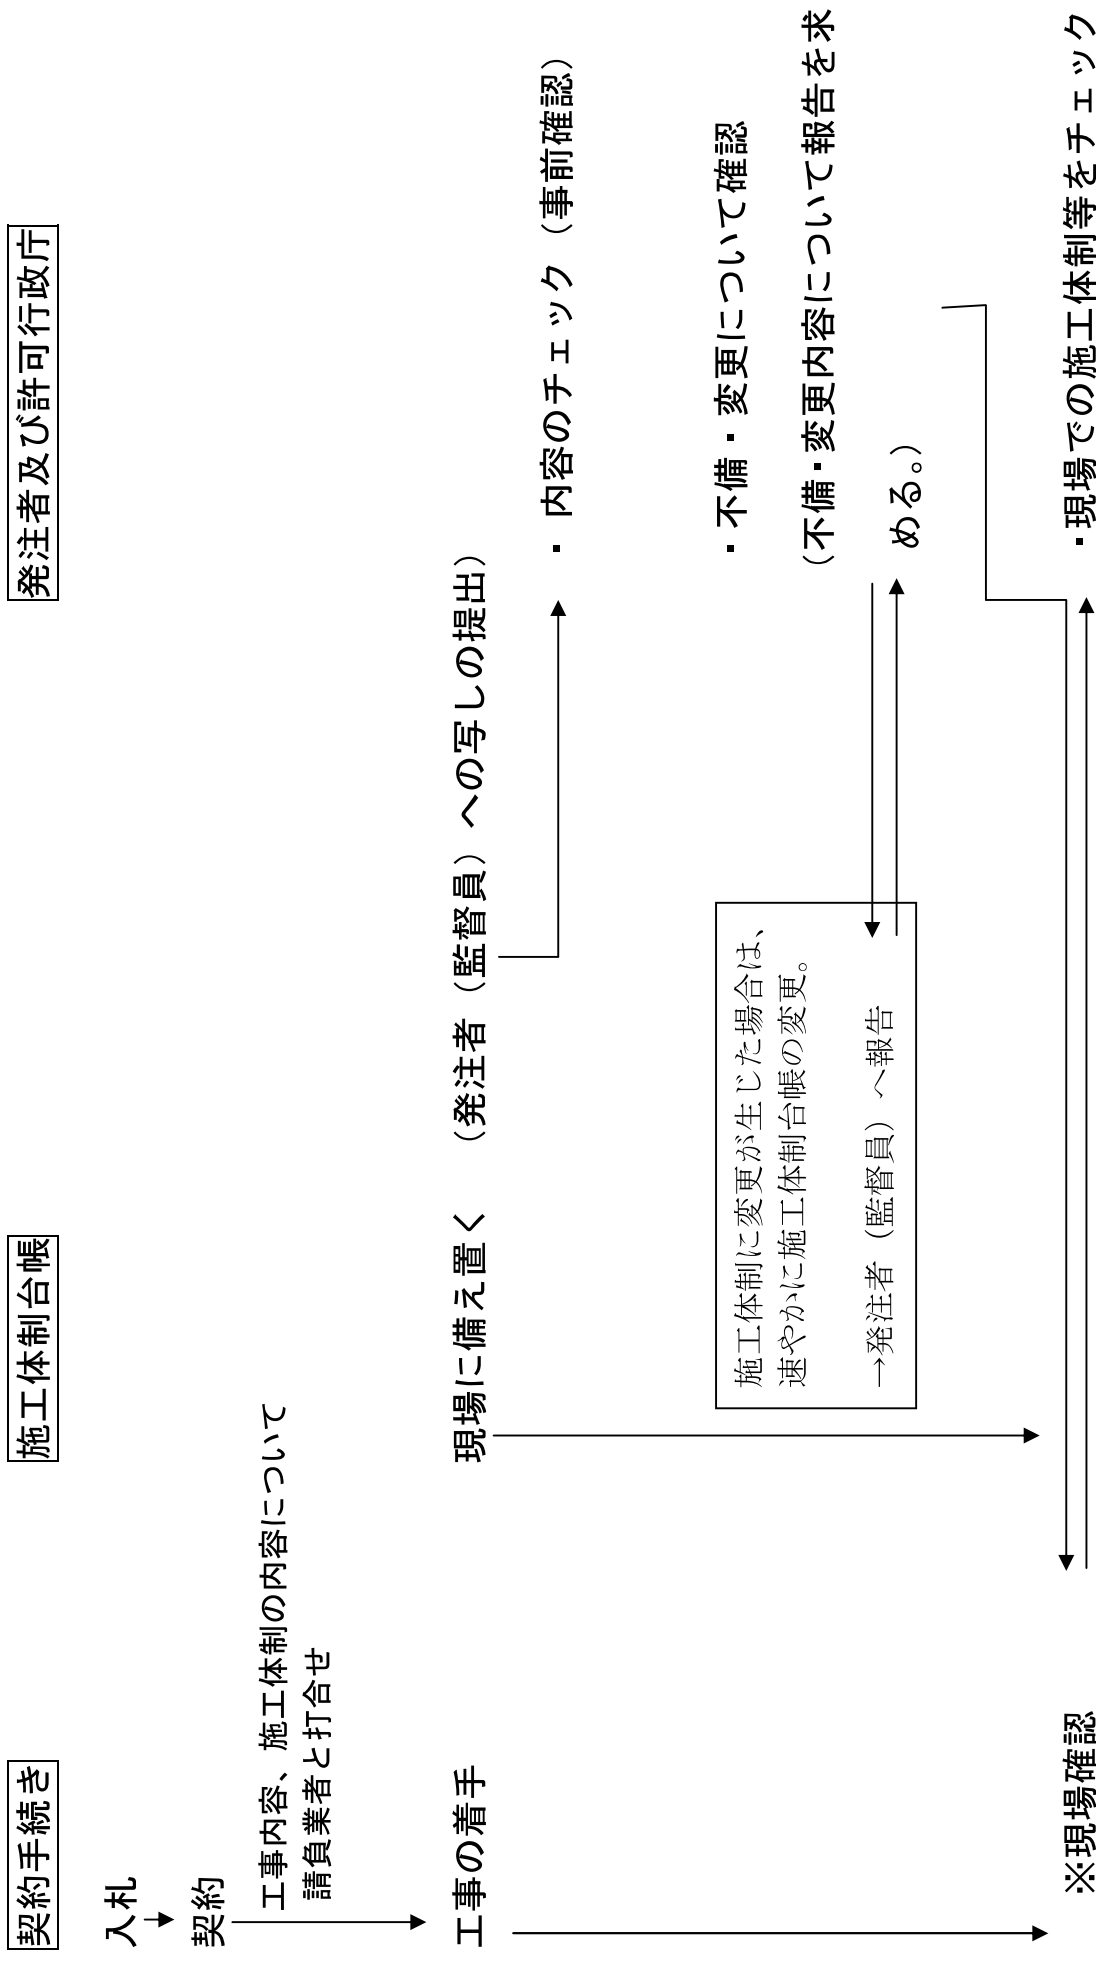 契約手続き
施工体制台帳
発注者及び許可行政庁
入札
契約
工事内容、施工体制の内容について
請負業者と打合せ
工事の着手
現場に備え置く
（発注者（監督員）への写しの提出）
・内容のチェック（事前確認）
施工体制に変更が生じた場合は、
速やかに施工体制台帳の変更。
→発注者（監督員）へ報告
・不備・変更について確認
（不備・変更内容について報告を求
める。）
※現場確認
・現場での施工体制等をチェック